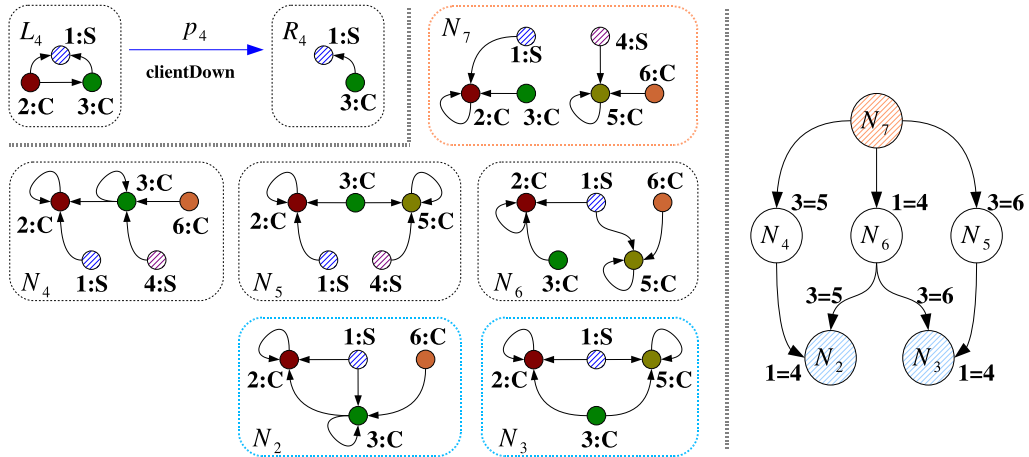 L4
1:S
2:C
3:C
p4
clientDown
R4
1:S
3:C
N7
1:S
4:S
6:C
2:C
3:C
5:C
3:C
2:C
6:C
1:S
4:S
N4
3:C
2:C
5:C
N5
1:S
4:S
2:C
1:S
6:C
N6
3:C
5:C
1:S
6:C
2:C
N2
3:C
1:S
2:C
5:C
N3
3:C
N7
3=5
1=4
3=6
N4
N6
N5
3=5
3=6
N2
N3
1=4
1=4